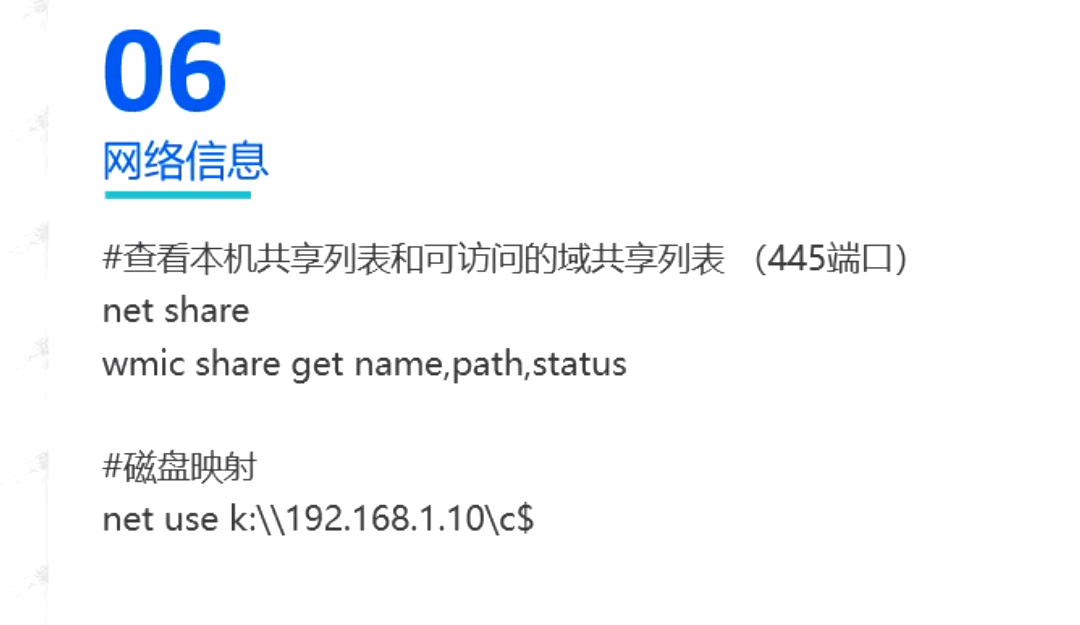 06
网络信息
#查看本机共享列表和可访问的域共享列表 （445端口）
net share
wmic share get name,path,status
#磁盘映射
net use k:\\192.168.1.10\c$